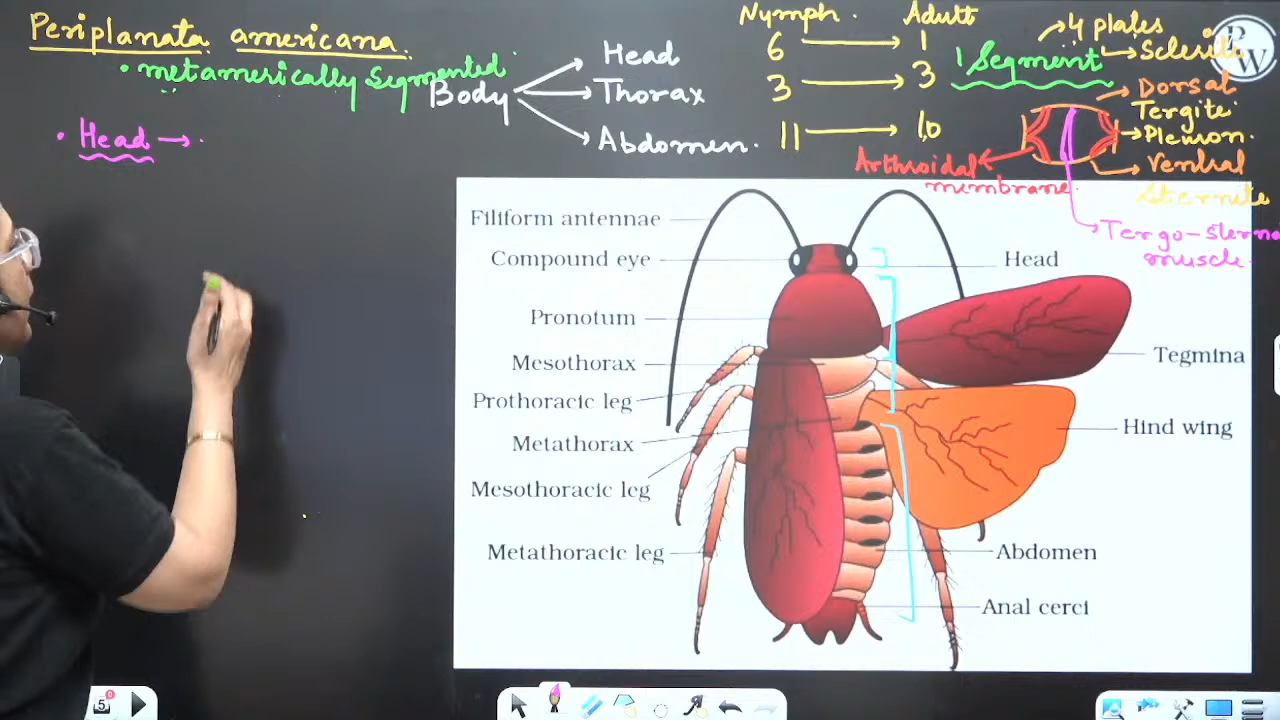 Periplanata americana.
• metamerically Segmented
Body
Head
Thorax
Abdomen.
Nymph. Adult
6 → 1
3 → 3
11 → 10
1 Segment
4 plates
Sclerite
Dorsal
Tergite
Pleuron.
Ventral
Sternite
Arthroidal
membrane
Tergo-sternal
muscle.
• Head → •
Filiform antennae
Compound eye
Pronotum
Mesothorax
Prothoracic leg
Metathorax
Mesothoracic leg
Metathoracic leg
Head
Tegmina
Hind wing
Abdomen
Anal cerci
PW
5